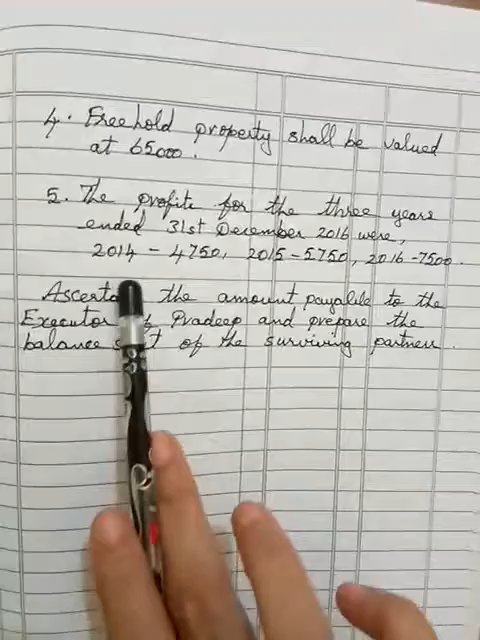 4. Freehold property shall be valued
at 65000.
5. The profits for the three years
ended 31st December 2016 were,
2014 - 4750, 2015 - 5750, 2016 - 7500.
the amount payable to the
Executor Pradeep and prepare the
balance of the surviving partners.